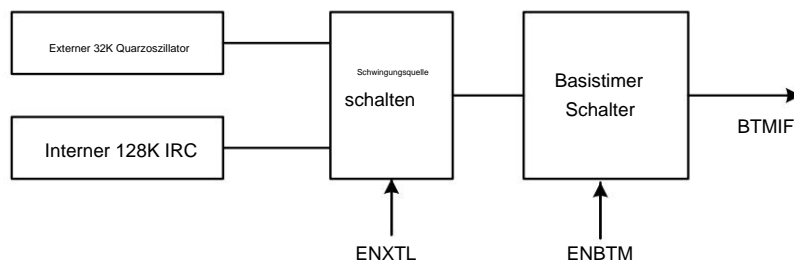 Externer 32K Quarzoszillator
Interner 128K IRC
Schwingungsquelle
schalten
Basistimer
Schalter
BTMIF
ENXTL
ENBTM